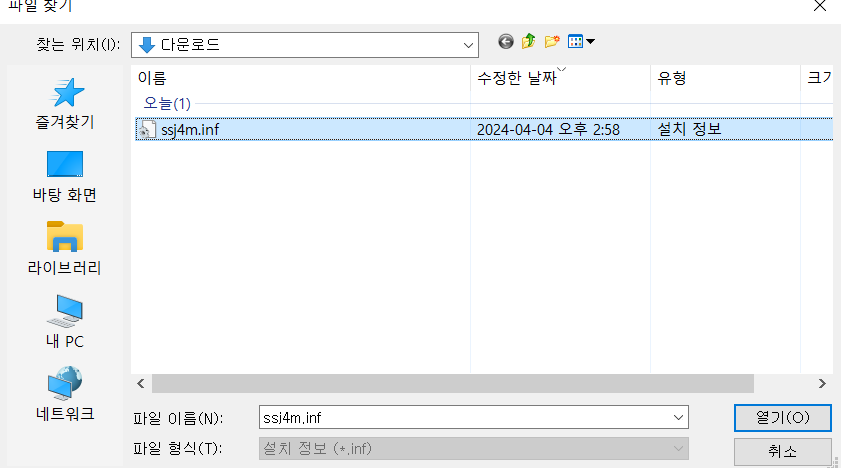 파일 찾기
찾는 위치(I): 다운로드
이름 수정한 날짜 유형 크기
오늘(1)
ssj4m.inf 2024-04-04 오후 2:58 설치 정보
즐겨찾기
바탕 화면
라이브러리
내 PC
네트워크
파일 이름(N): ssj4m.inf 열기(O)
파일 형식(T): 설치 정보 (*.inf) 취소